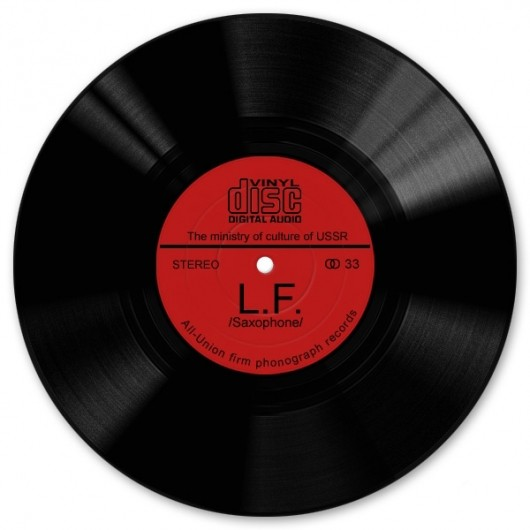 VINYL
disc
DIGITAL AUDIO
The ministry of culture of USSR
STEREO 33
L.F.
/Saxophone/
All-Union firm phonograph records